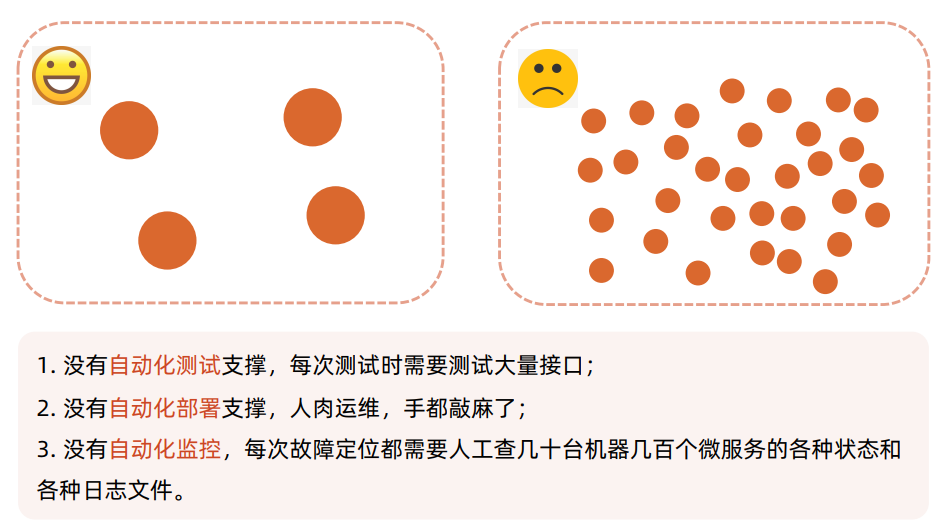 1. 没有自动化测试支撑，每次测试时需要测试大量接口；
2. 没有自动化部署支撑，人肉运维，手都敲麻了；
3. 没有自动化监控，每次故障定位都需要人工查几十台机器几百个微服务的各种状态和
各种日志文件。